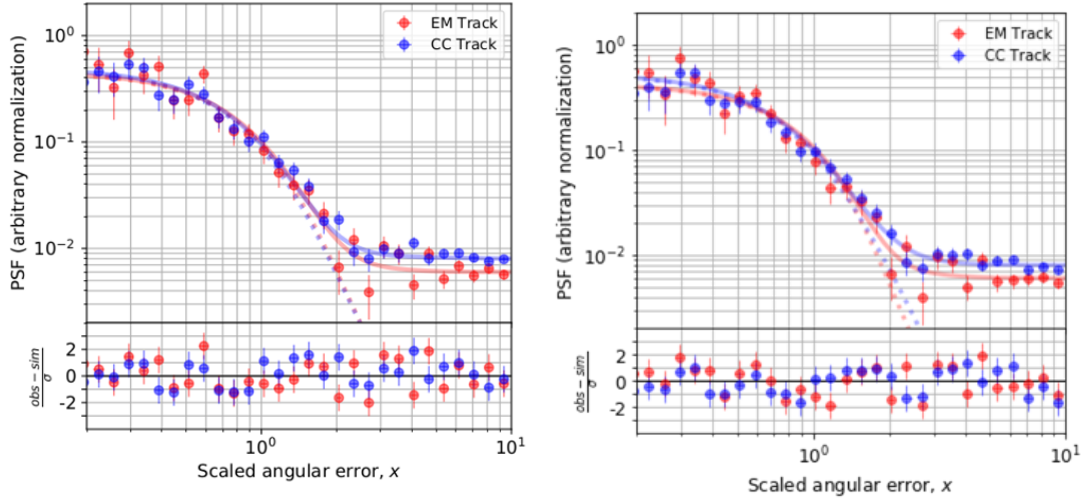 EM Track
CC Track
PSF (arbitrary normalization)
10⁰
10⁻¹
10⁻²
obs − sim
σ
2
0
−2
10⁰
10¹
Scaled angular error, x
EM Track
CC Track
PSF (arbitrary normalization)
10⁰
10⁻¹
10⁻²
obs − sim
σ
2
0
−2
10⁰
10¹
Scaled angular error, x